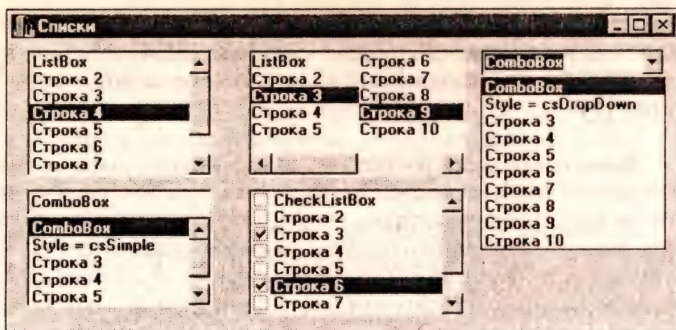 Списки
ListBox
Строка 2
Строка 3
Строка 4
Строка 5
Строка 6
Строка 7
ListBox
Строка 2
Строка 3
Строка 4
Строка 5
Строка 6
Строка 7
Строка 8
Строка 9
Строка 10
ComboBox
ComboBox
Style = csDropDown
Строка 3
Строка 4
Строка 5
Строка 6
Строка 7
Строка 8
Строка 9
Строка 10
ComboBox
ComboBox
Style = csSimple
Строка 3
Строка 4
Строка 5
CheckListBox
Строка 2
Строка 3
Строка 4
Строка 5
Строка 6
Строка 7